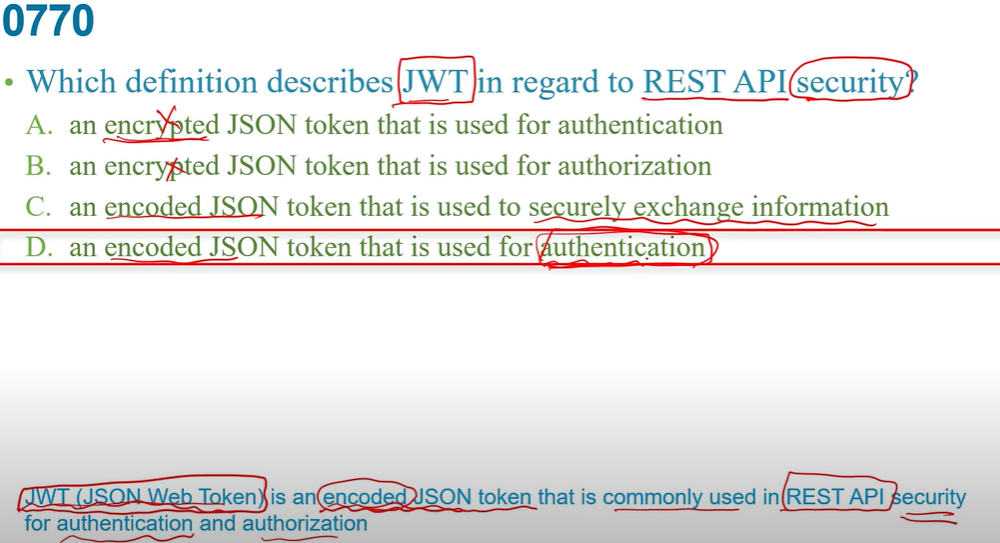 0770
• Which definition describes JWT in regard to REST API security?
A. an encrypted JSON token that is used for authentication
B. an encrypted JSON token that is used for authorization
C. an encoded JSON token that is used to securely exchange information
D. an encoded JSON token that is used for authentication
JWT (JSON Web Token) is an encoded JSON token that is commonly used in REST API security
for authentication and authorization